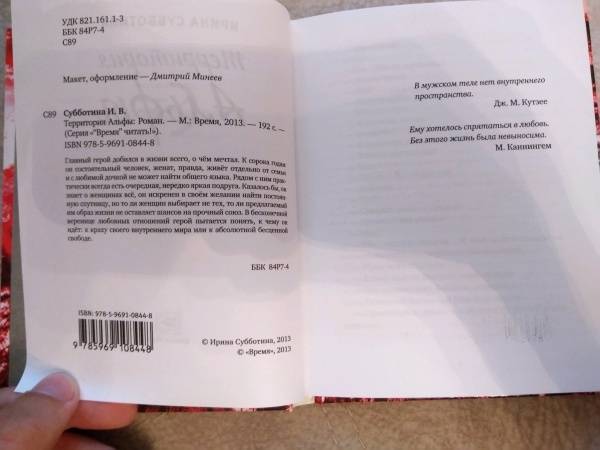 УДК 821.161.1-3
ББК 84Р7-4
С89
Макет, оформление — Дмитрий Минеев
С89 Субботина И. В.
Территория Альфы: Роман. — М.: Время, 2013. — 192 с. —
(Серия «"Время" читать!»).
ISBN 978-5-9691-0844-8
Главный герой добился в жизни всего, о чём мечтал. К сорока годам
он состоятельный человек, женат, правда, живёт отдельно от семьи
и с любимой дочкой не может найти общего языка. Рядом с ним прак-
тически всегда есть очередная, нередко яркая подруга. Казалось бы, он
знает о женщинах всё, он искренен в своём желании найти постоян-
ную спутницу, но то ли женщин выбирает не тех, то ли предлагаемый
им образ жизни не оставляет шансов на прочный союз. В бесконечной
веренице любовных отношений герой пытается понять, к чему он
идёт: к краху своего внутреннего мира или к абсолютной бесценной
свободе.
ББК 84Р7-4
ISBN: 978-5-9691-0844-8
9 785969 108448
© Ирина Субботина, 2013
© «Время», 2013
В мужском теле нет внутреннего
пространства.
Дж. М. Кутзее
Ему хотелось спрятаться в любовь.
Без этого жизнь была невыносима.
М. Каннингем